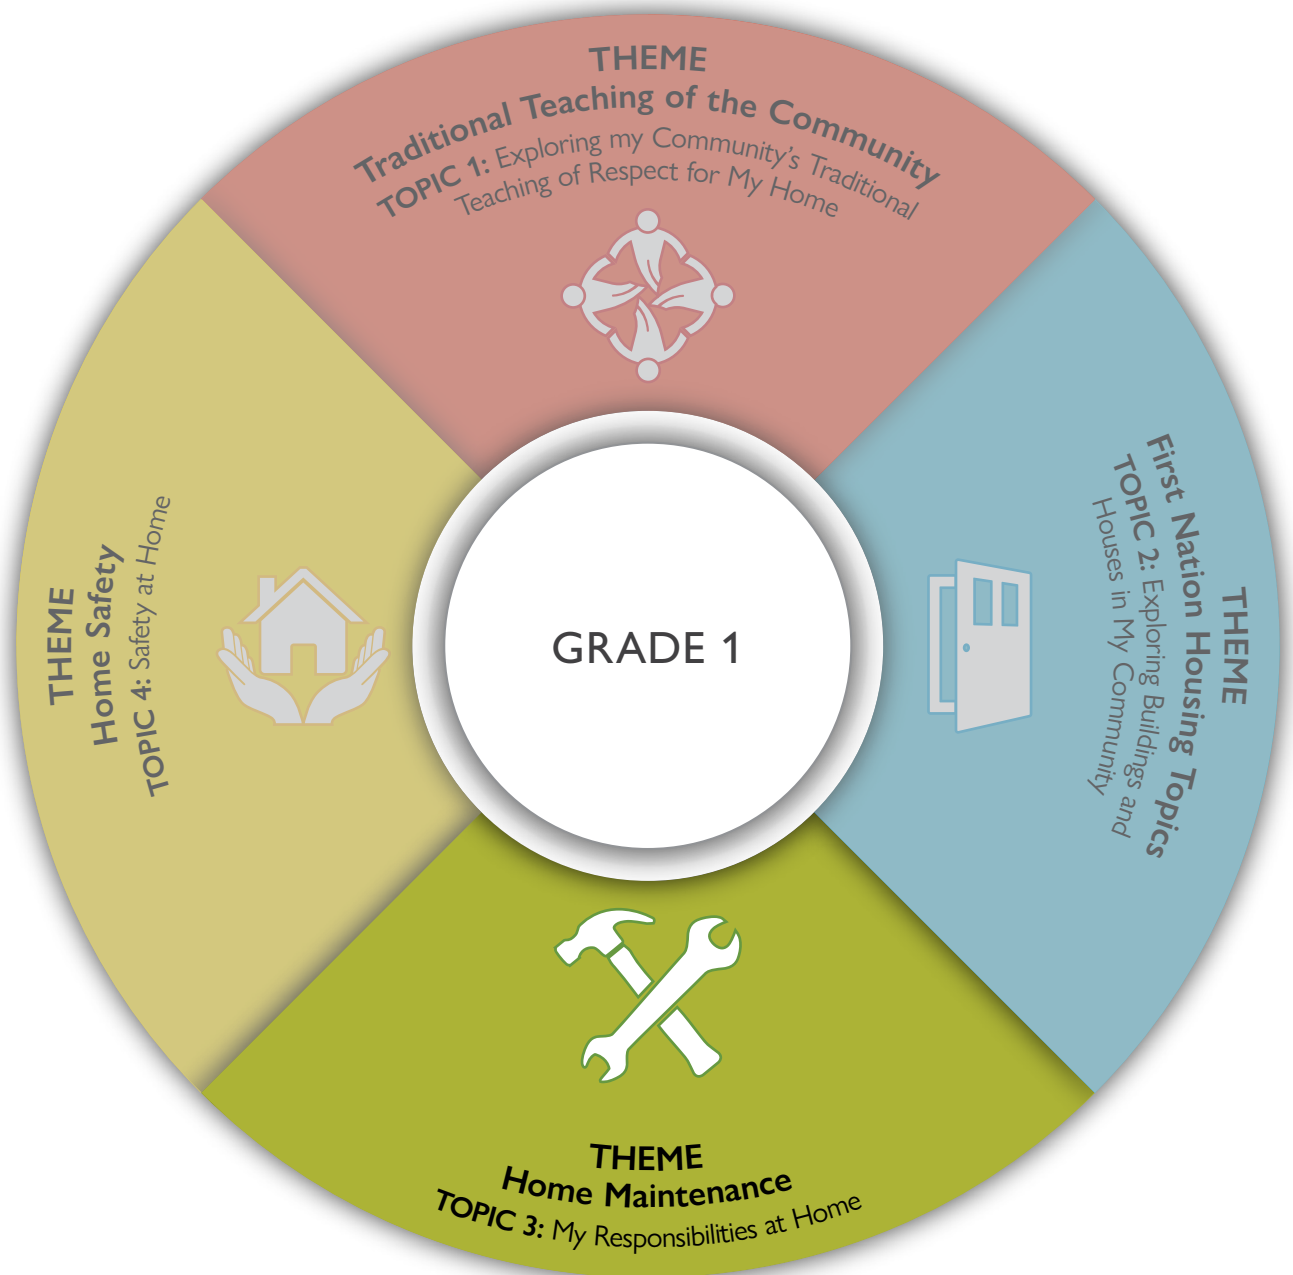 THEME
Traditional Teaching of the Community
TOPIC 1: Exploring my Community's Traditional
Teaching of Respect for My Home
THEME
First Nation Housing Topics
TOPIC 2: Exploring Buildings and
Houses in My Community
THEME
Home Maintenance
TOPIC 3: My Responsibilities at Home
THEME
Home Safety
TOPIC 4: Safety at Home
GRADE 1